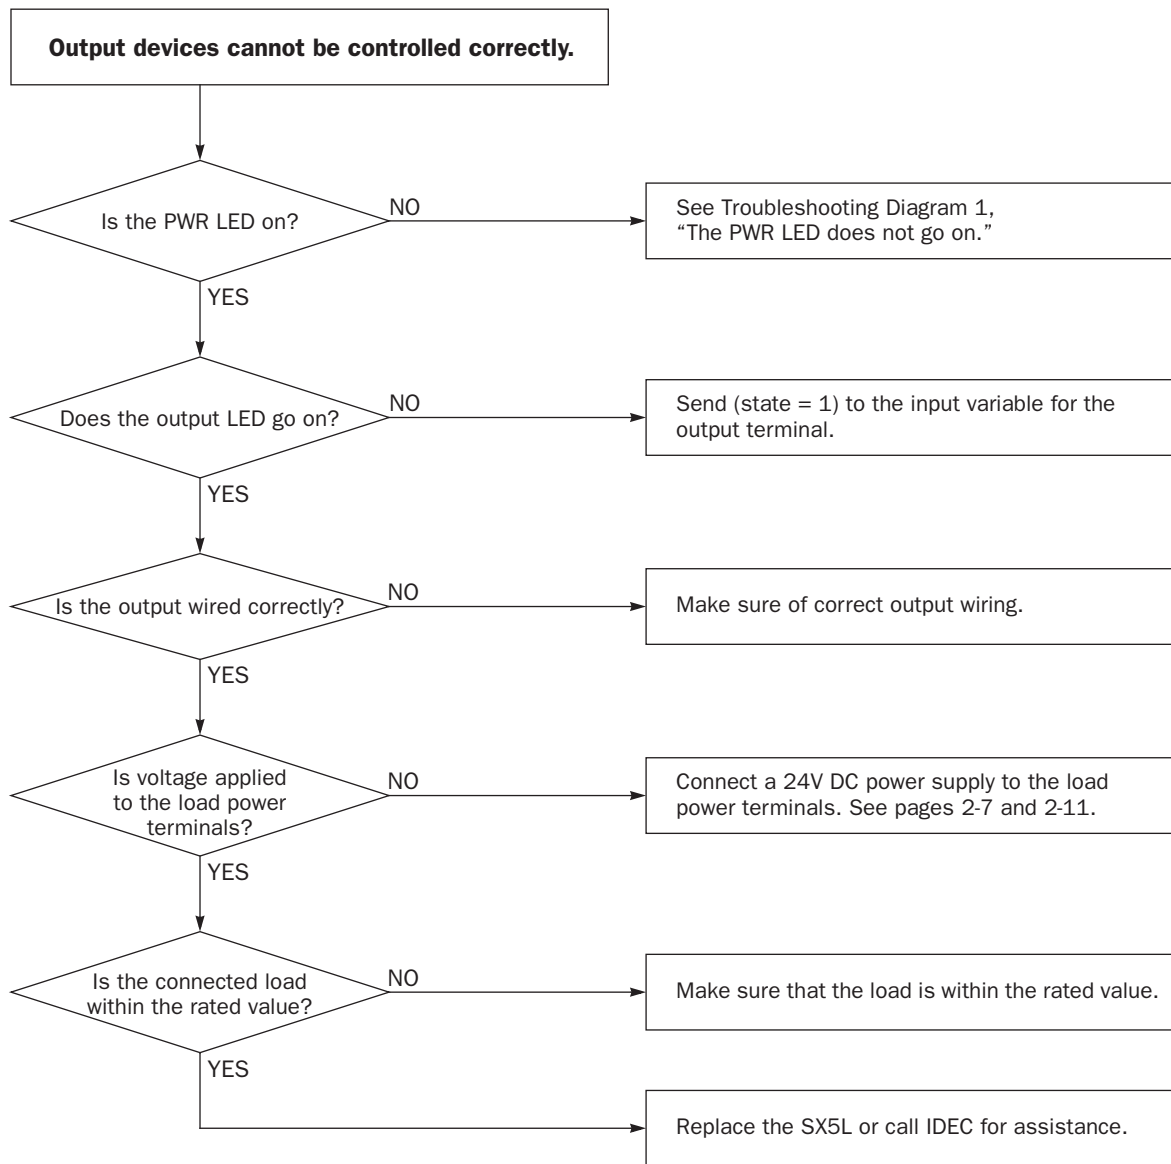 Output devices cannot be controlled correctly.
Is the PWR LED on?
NO
See Troubleshooting Diagram 1,
“The PWR LED does not go on.”
YES
Does the output LED go on?
NO
Send (state = 1) to the input variable for the
output terminal.
YES
Is the output wired correctly?
NO
Make sure of correct output wiring.
YES
Is voltage applied
to the load power
terminals?
NO
Connect a 24V DC power supply to the load
power terminals. See pages 2-7 and 2-11.
YES
Is the connected load
within the rated value?
NO
Make sure that the load is within the rated value.
YES
Replace the SX5L or call IDEC for assistance.